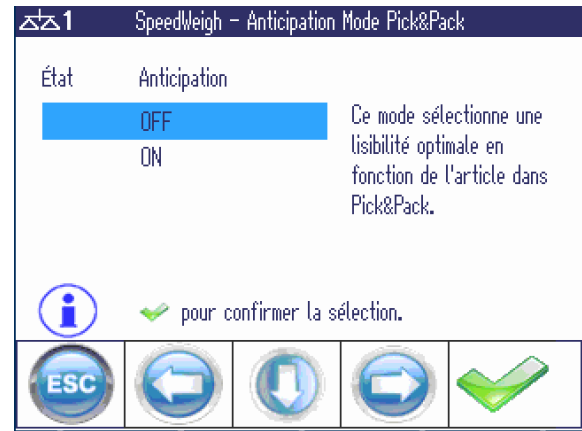 1 SpeedWeigh - Anticipation Mode Pick&Pack
État Anticipation
OFF
ON
Ce mode sélectionne une
lisibilité optimale en
fonction de l'article dans
Pick&Pack.
pour confirmer la sélection.
ESC